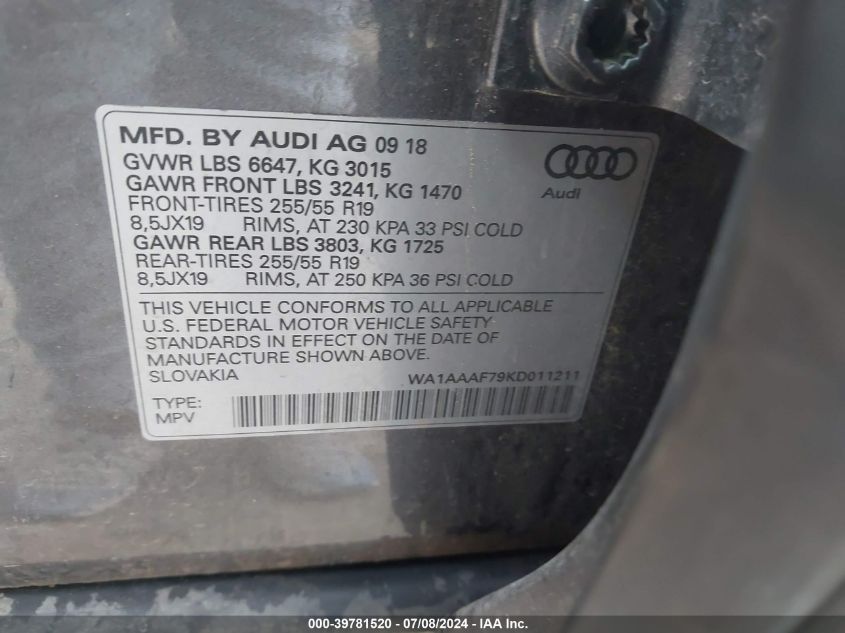 MFD. BY AUDI AG 09 18
GVWR LBS 6647, KG 3015
GAWR FRONT LBS 3241, KG 1470
FRONT-TIRES 255/55 R19
8,5JX19 RIMS, AT 230 KPA 33 PSI COLD
GAWR REAR LBS 3803, KG 1725
REAR-TIRES 255/55 R19
8,5JX19 RIMS, AT 250 KPA 36 PSI COLD
Audi
THIS VEHICLE CONFORMS TO ALL APPLICABLE
U.S. FEDERAL MOTOR VEHICLE SAFETY
STANDARDS IN EFFECT ON THE DATE OF
MANUFACTURE SHOWN ABOVE.
SLOVAKIA WA1AAAF79KD011211
TYPE:
MPV
000-39781520 - 07/08/2024 - IAA Inc.